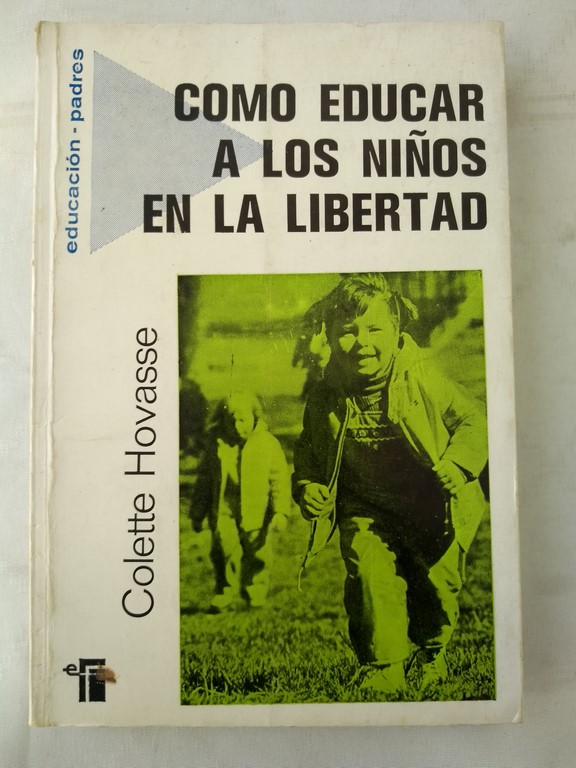 educación - padres
COMO EDUCAR
A LOS NIÑOS
EN LA LIBERTAD
Colette Hovasse